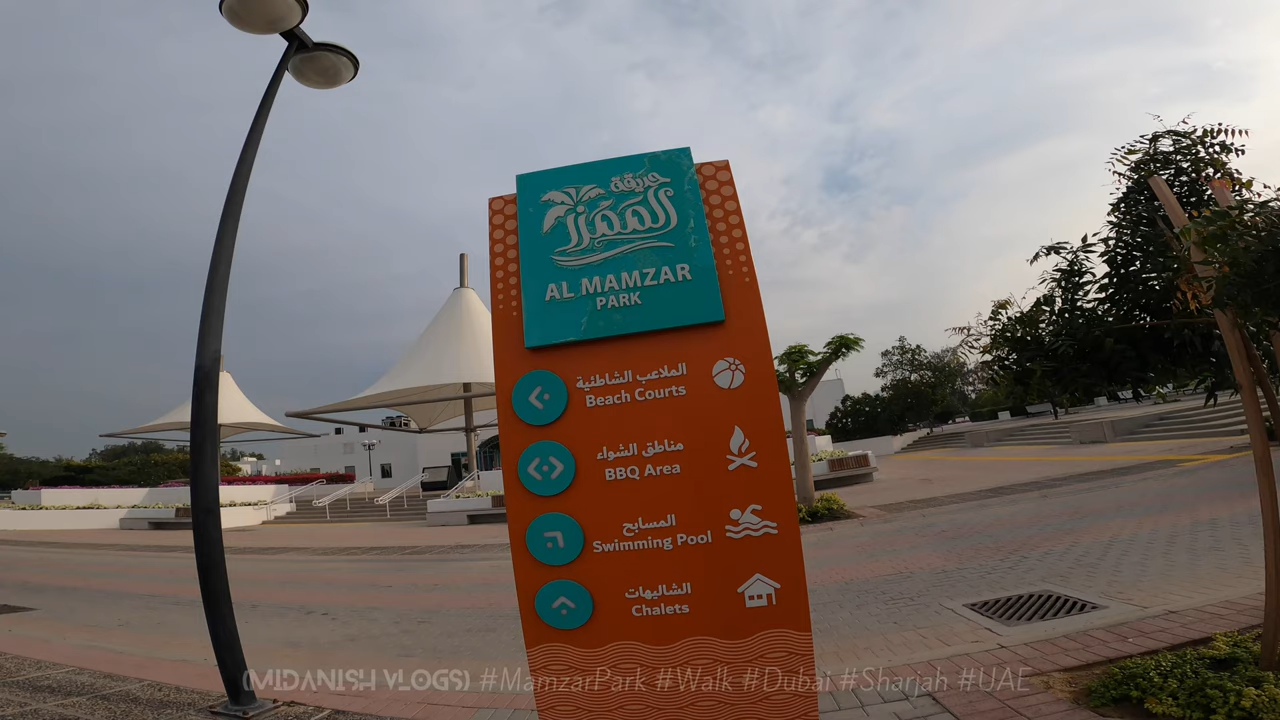 حديقة
الممزر
AL MAMZAR
PARK
الملاعب الشاطئية
Beach Courts
مناطق الشواء
BBQ Area
المسابح
Swimming Pool
الشاليهات
Chalets
(MIDANISH VLOGS) #MamzarPark #Walk #Dubai #Sharjah #UAE